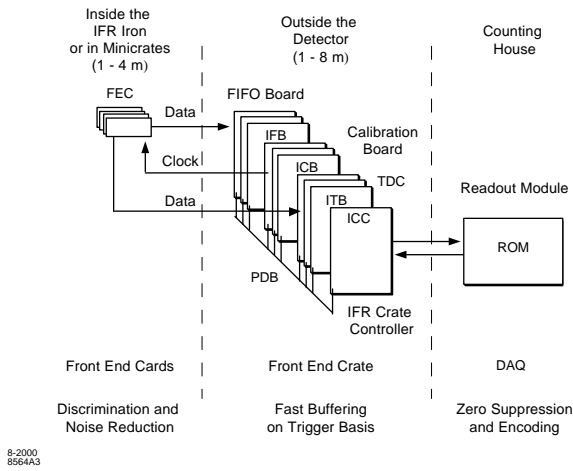 Inside the
IFR Iron
or in Minicrates
(1 - 4 m)
Outside the
Detector
(1 - 8 m)
Counting
House
FEC
Data
FIFO Board
IFB
Calibration
Board
Clock
ICB
TDC
Data
ITB
ICC
Readout Module
ROM
PDB
IFR Crate
Controller
Front End Cards
Front End Crate
DAQ
Discrimination and
Noise Reduction
Fast Buffering
on Trigger Basis
Zero Suppression
and Encoding
8-2000
8564A3